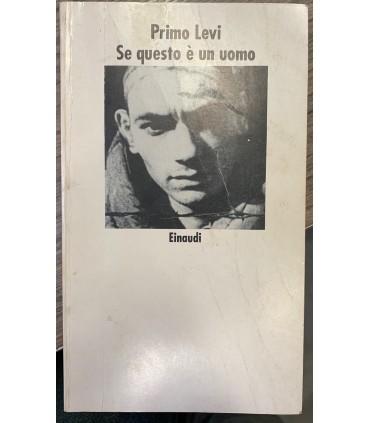 Primo Levi
Se questo è un uomo
Einaudi